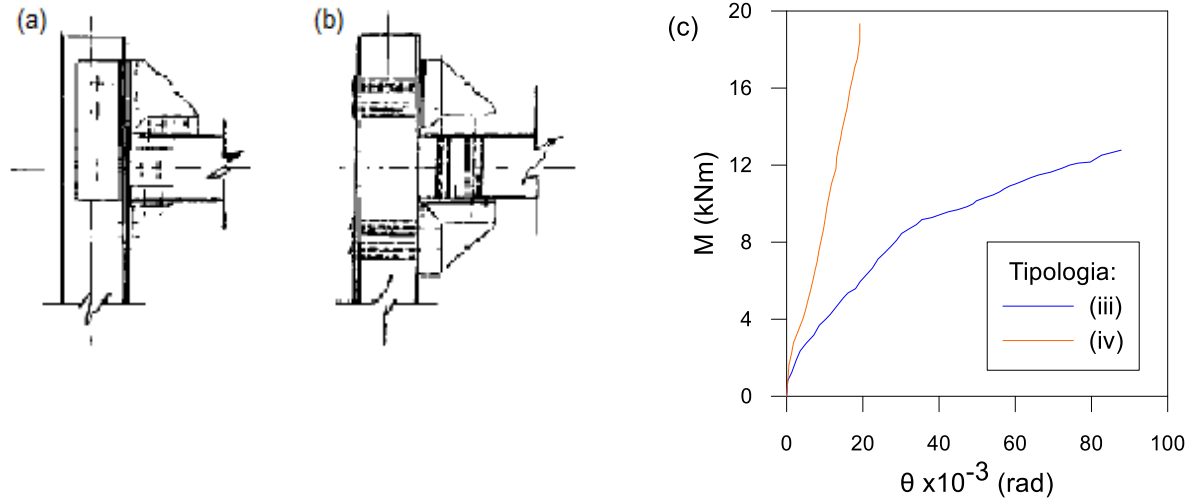 (a)
(b)
(c)
20
16
12
8
4
0
M (kNm)
Tipologia:
(iii)
(iv)
0 20 40 60 80 100
θ x10-3 (rad)